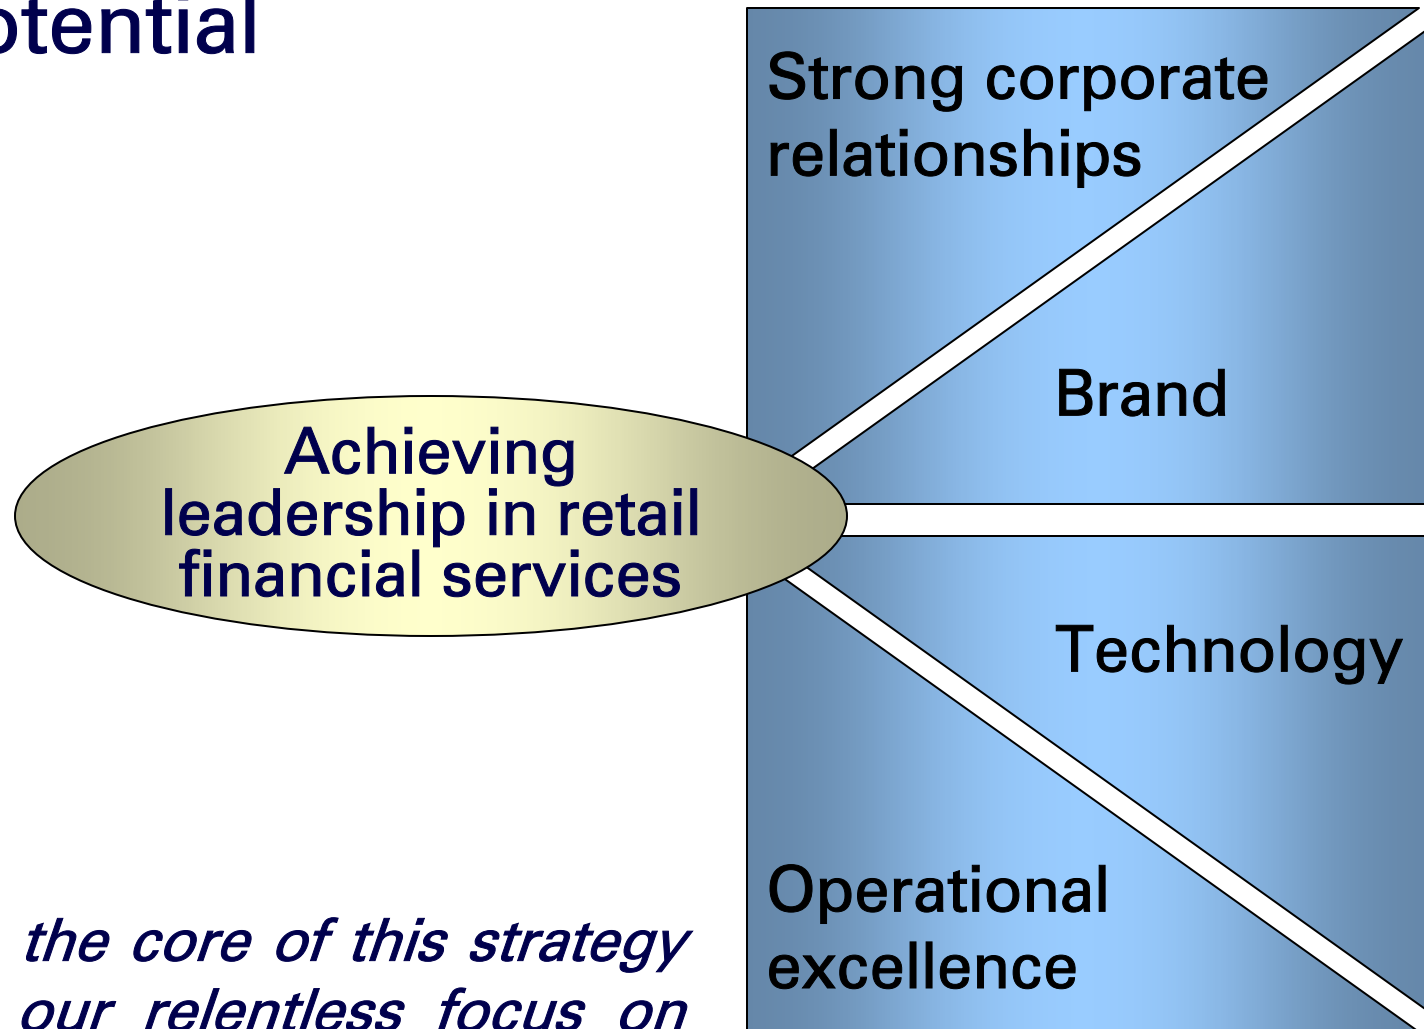 otential
Strong corporate
relationships
Brand
Achieving
leadership in retail
financial services
Technology
Operational
excellence
the core of this strategy
our relentless focus on